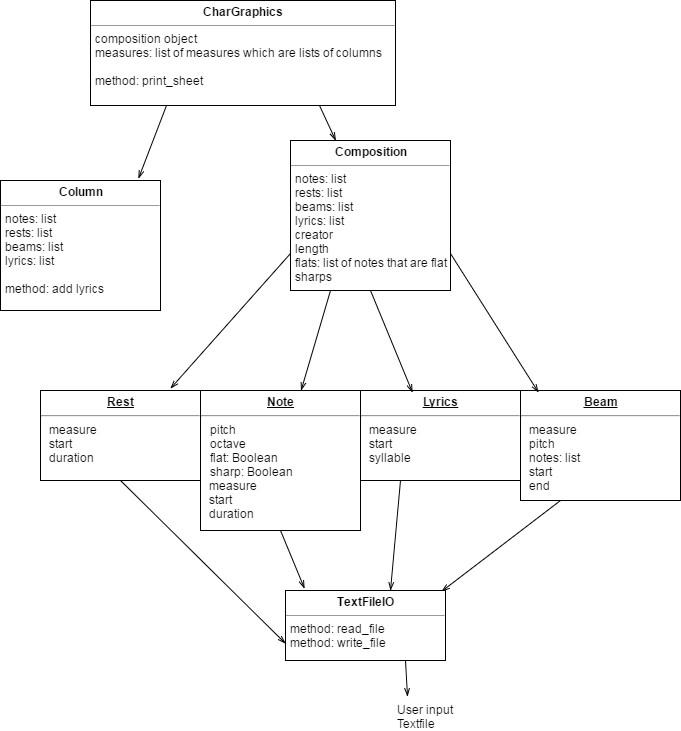 CharGraphics
composition object
measures: list of measures which are lists of columns
method: print_sheet
Column
notes: list
rests: list
beams: list
lyrics: list
method: add lyrics
Composition
notes: list
rests: list
beams: list
lyrics: list
creator
length
flats: list of notes that are flat
sharps
Rest
measure
start
duration
Note
pitch
octave
flat: Boolean
sharp: Boolean
measure
start
duration
Lyrics
measure
start
syllable
Beam
measure
pitch
notes: list
start
end
TextFileIO
method: read_file
method: write_file
User input
Textfile